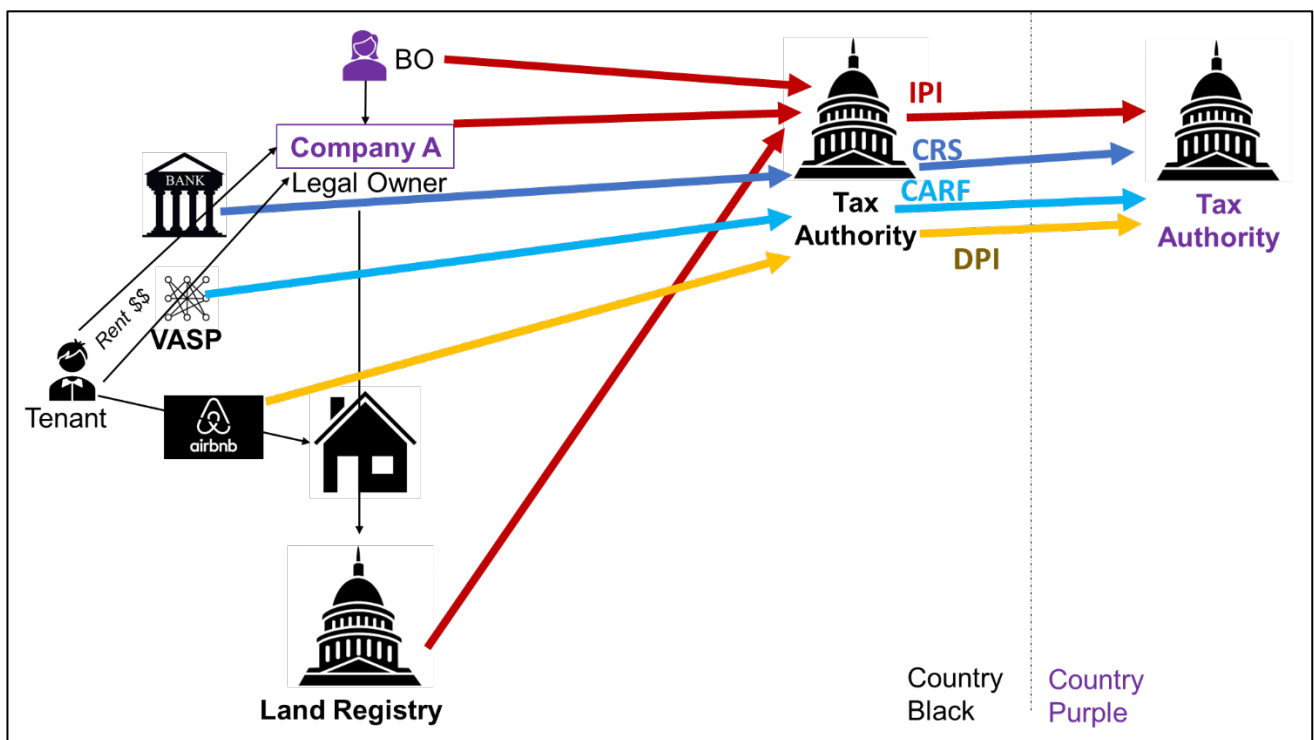 BO
IPI
Company A
BANK
CRS
Legal Owner
CARF
Tax
Authority
Tax
Authority
DPI
Rent $$
VASP
Tenant
airbnb
Country
Black
Country
Purple
Land Registry